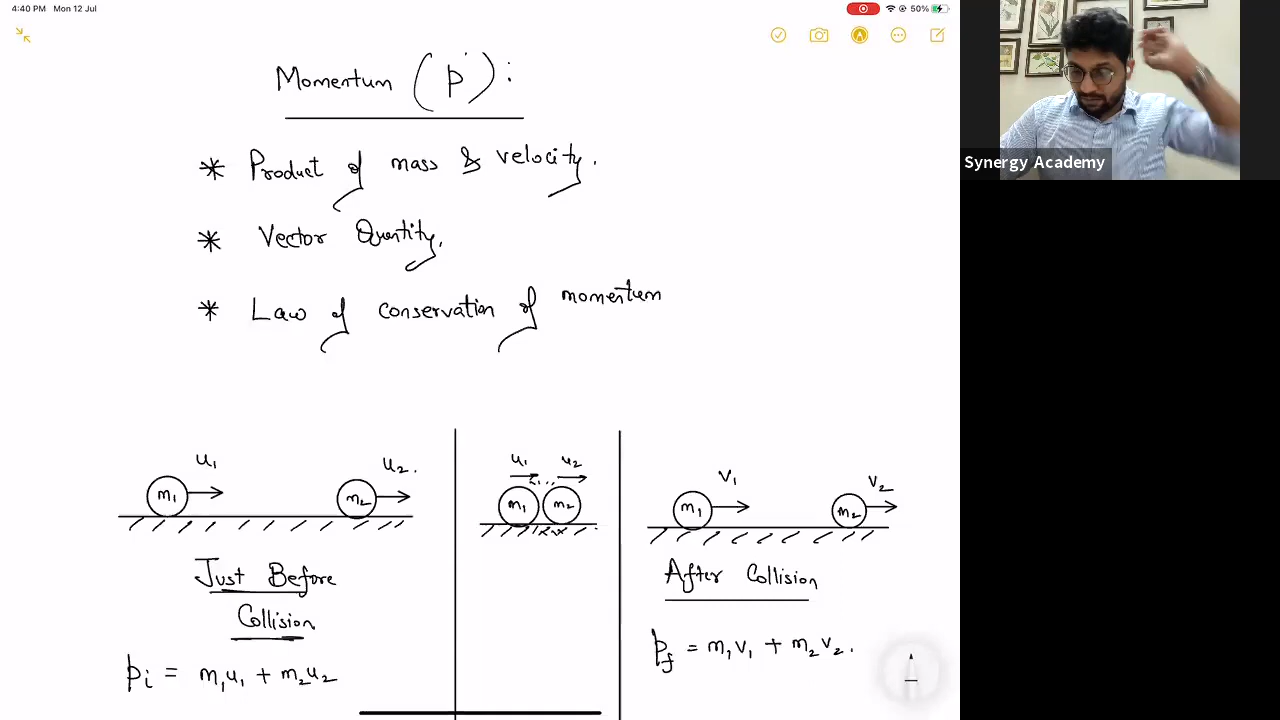 4:40 PM Mon 12 Jul
50%
Momentum (p):
* Product of mass & velocity.
* Vector Quantity.
* Law of conservation of momentum
u₁
u₂.
m₁
m₂
Just Before
Collision
pᵢ = m₁u₁ + m₂u₂
u₁ u₂
m₁ m₂
v₁
v₂
m₁
m₂
After Collision
p_f = m₁v₁ + m₂v₂.
Synergy Academy